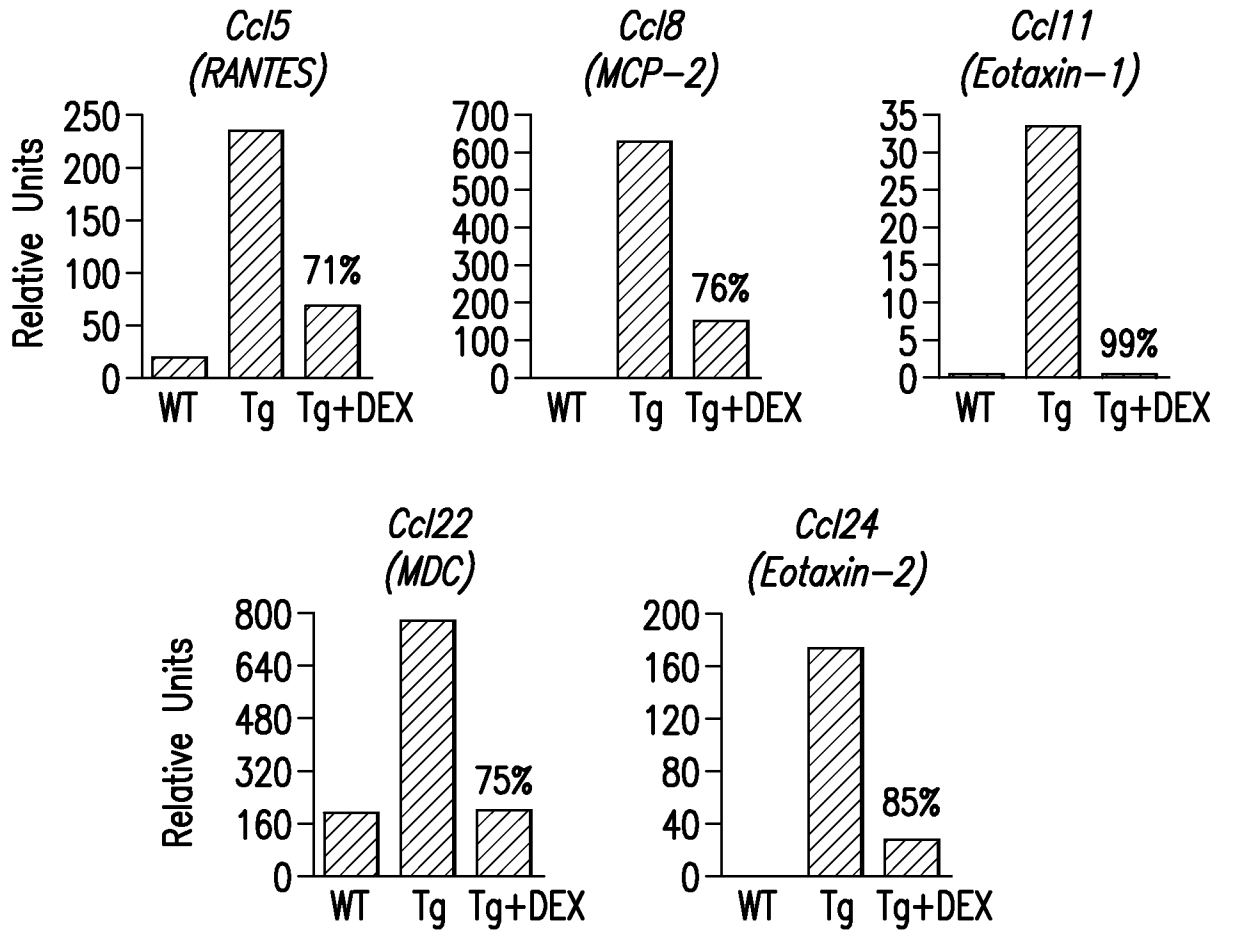 Ccl5
(RANTES)
Relative Units
250
200
150
100
50
0
71%
WT Tg Tg+DEX
Ccl8
(MCP-2)
700
600
500
400
300
200
100
0
76%
WT Tg Tg+DEX
Ccl11
(Eotaxin-1)
35
30
25
20
15
10
5
0
99%
WT Tg Tg+DEX
Ccl22
(MDC)
Relative Units
800
640
480
320
160
0
75%
WT Tg Tg+DEX
Ccl24
(Eotaxin-2)
200
160
120
80
40
0
85%
WT Tg Tg+DEX